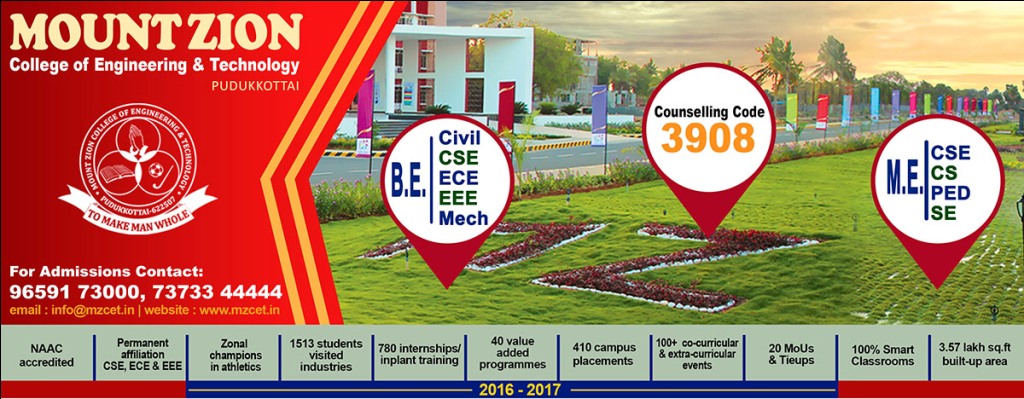 MOUNT ZION
College of Engineering & Technology
PUDUKKOTTAI
MOUNT ZION COLLEGE OF ENGINEERING & TECHNOLOGY
PUDUKKOTTAI-622507
TO MAKE MAN WHOLE
For Admissions Contact:
96591 73000, 73733 44444
email : info@mzcet.in | website : www.mzcet.in
B.E.
Civil
CSE
ECE
EEE
Mech
Counselling Code
3908
M.E.
CSE
CS
PED
SE
MZ
NAAC
accredited
Permanent
affiliation
CSE, ECE & EEE
Zonal
champions
in athletics
1513 students
visited
industries
780 internships/
inplant training
40 value
added
programmes
410 campus
placements
100+ co-curricular
& extra-curricular
events
20 MoUs
& Tieups
100% Smart
Classrooms
3.57 lakh sq.ft
built-up area
2016 - 2017